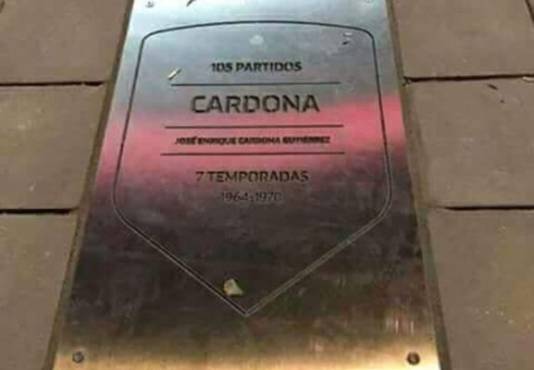 105 PARTIDOS
CARDONA
JOSÉ ENRIQUE CARDONA GUTIÉRREZ
7 TEMPORADAS
1964-1970